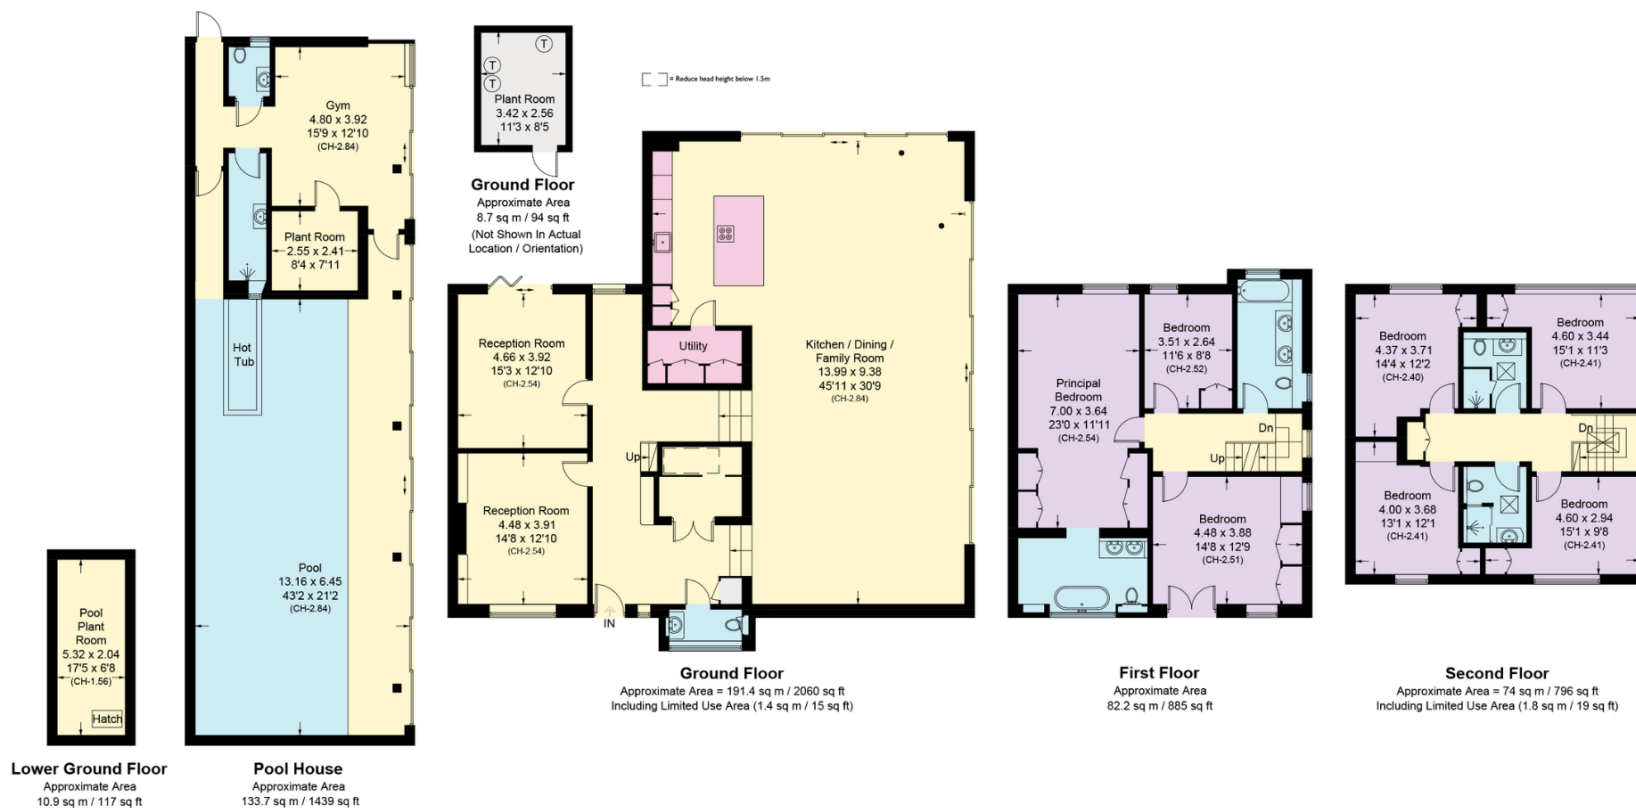 Gym
4.80 x 3.92
15'9 x 12'10
(CH-2.84)
Plant Room
2.55 x 2.41
8'4 x 7'11
Hot
Tub
Pool
13.16 x 6.45
43'2 x 21'2
(CH-2.84)
Pool
Plant
Room
5.32 x 2.04
17'5 x 6'8
(CH-1.56)
Hatch
Lower Ground Floor
Approximate Area
10.9 sq m / 117 sq ft
Pool House
Approximate Area
133.7 sq m / 1439 sq ft
T
T
T
Plant Room
3.42 x 2.56
11'3 x 8'5
Ground Floor
Approximate Area
8.7 sq m / 94 sq ft
(Not Shown In Actual
Location / Orientation)
= Reduce head height below 1.5m
Reception Room
4.66 x 3.92
15'3 x 12'10
(CH-2.54)
Utility
Kitchen / Dining /
Family Room
13.99 x 9.38
45'11 x 30'9
(CH-2.84)
Up
Reception Room
4.48 x 3.91
14'8 x 12'10
(CH-2.54)
IN
Ground Floor
Approximate Area = 191.4 sq m / 2060 sq ft
Including Limited Use Area (1.4 sq m / 15 sq ft)
Bedroom
3.51 x 2.64
11'6 x 8'8
(CH-2.52)
Principal
Bedroom
7.00 x 3.64
23'0 x 11'11
(CH-2.54)
Dn
Up
Bedroom
4.48 x 3.88
14'8 x 12'9
(CH-2.51)
First Floor
Approximate Area
82.2 sq m / 885 sq ft
Bedroom
4.37 x 3.71
14'4 x 12'2
(CH-2.40)
Bedroom
4.60 x 3.44
15'1 x 11'3
(CH-2.41)
Dn
Bedroom
4.00 x 3.68
13'1 x 12'1
(CH-2.41)
Bedroom
4.60 x 2.94
15'1 x 9'8
(CH-2.41)
Second Floor
Approximate Area = 74 sq m / 796 sq ft
Including Limited Use Area (1.8 sq m / 19 sq ft)